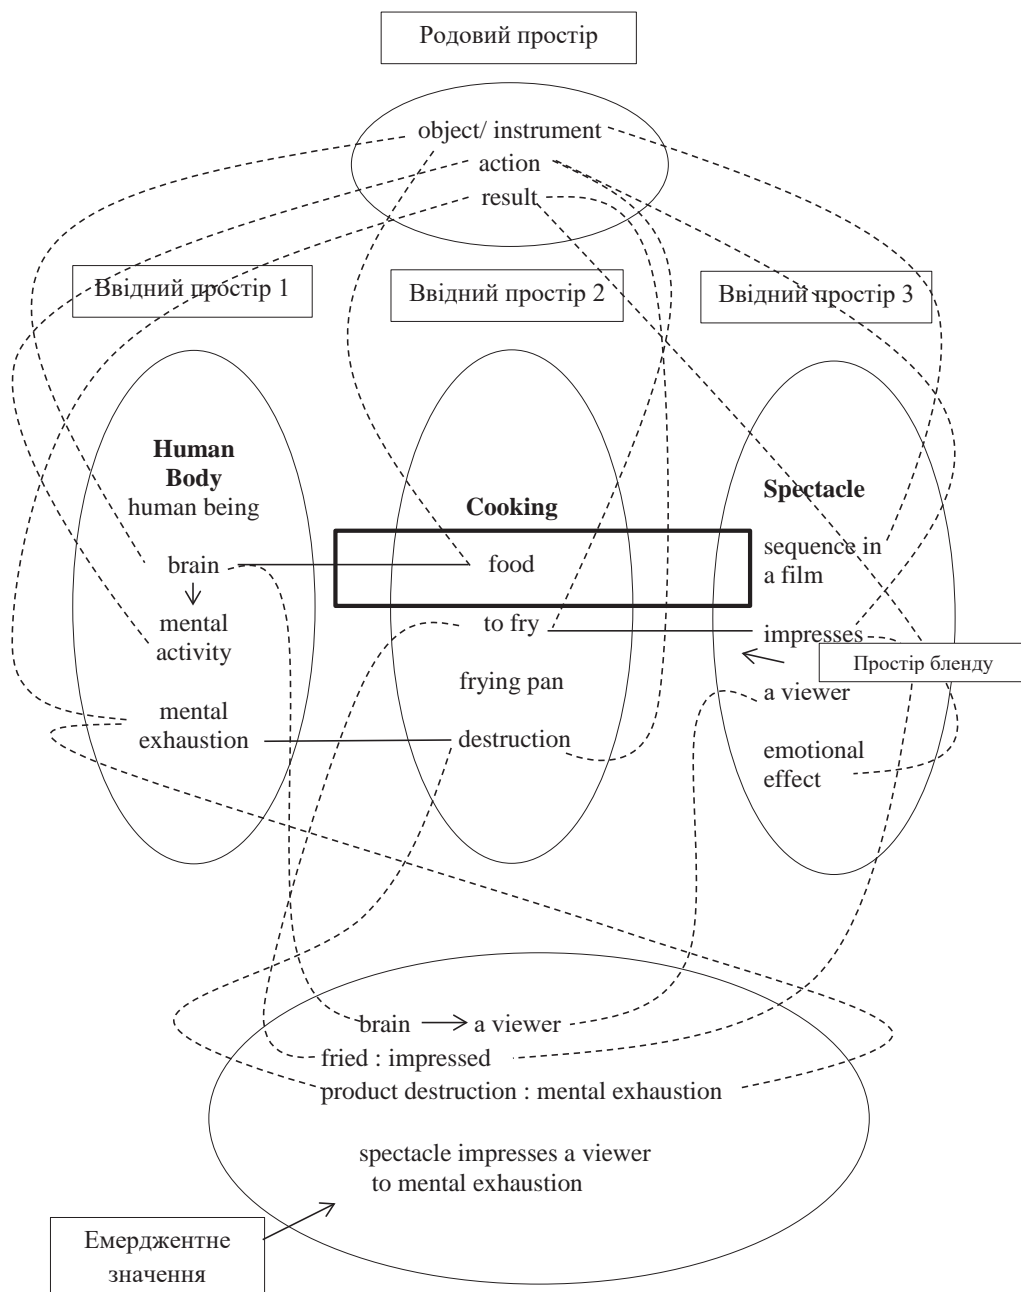 Родовий простір
object/ instrument
action
result
Ввідний простір 1
Ввідний простір 2
Ввідний простір 3
Human
Body
human being
brain
mental
activity
mental
exhaustion
Cooking
food
to fry
frying pan
destruction
Spectacle
sequence in
a film
impresses
a viewer
emotional
effect
Простір бленду
brain
a viewer
fried : impressed
product destruction : mental exhaustion
spectacle impresses a viewer
to mental exhaustion
Емерджентне
значення